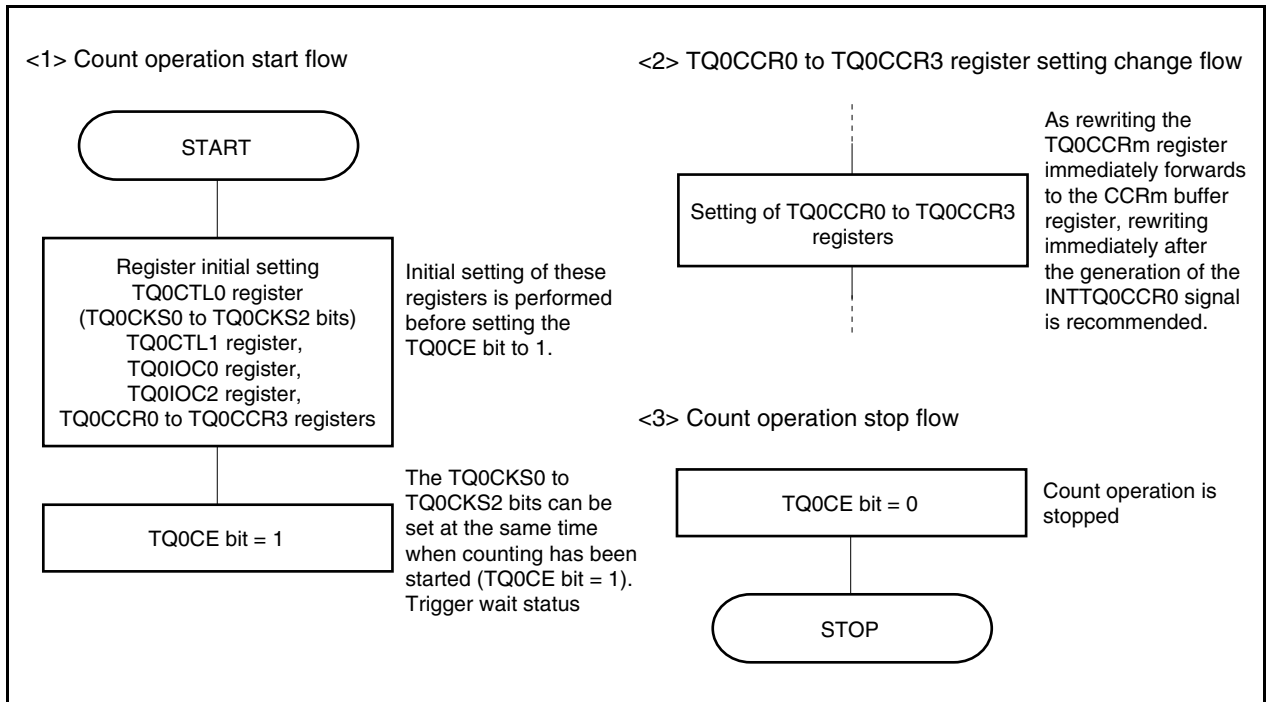 <1> Count operation start flow
START
Register initial setting
TQ0CTL0 register
(TQ0CKS0 to TQ0CKS2 bits)
TQ0CTL1 register,
TQ0IOC0 register,
TQ0IOC2 register,
TQ0CCR0 to TQ0CCR3 registers
Initial setting of these
registers is performed
before setting the
TQ0CE bit to 1.
TQ0CE bit = 1
The TQ0CKS0 to
TQ0CKS2 bits can be
set at the same time
when counting has been
started (TQ0CE bit = 1).
Trigger wait status
<2> TQ0CCR0 to TQ0CCR3 register setting change flow
Setting of TQ0CCR0 to TQ0CCR3
registers
As rewriting the
TQ0CCRm register
immediately forwards
to the CCRm buffer
register, rewriting
immediately after
the generation of the
INTTQ0CCR0 signal
is recommended.
<3> Count operation stop flow
TQ0CE bit = 0
Count operation is
stopped
STOP